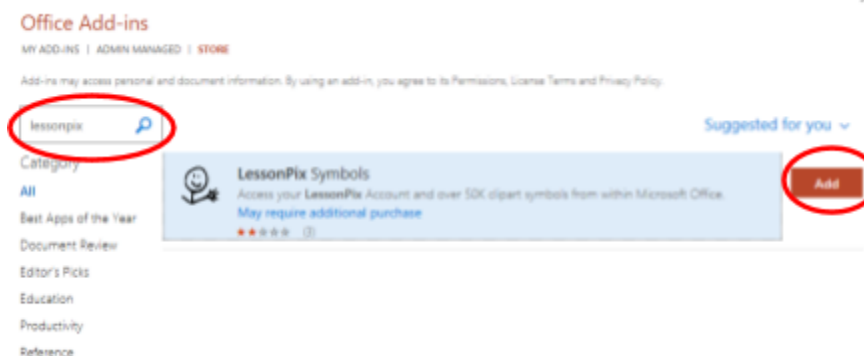 Office Add-ins
MY ADD-INS | ADMIN MANAGED | STORE
Add-ins may access personal and document information. By using an add-in, you agree to its Permissions, License Terms and Privacy Policy.
lessonpix
Suggested for you
Category
All
Best Apps of the Year
Document Review
Editor's Picks
Education
Productivity
Reference
LessonPix Symbols
Access your LessonPix Account and over 50K clipart symbols from within Microsoft Office.
May require additional purchase
Add